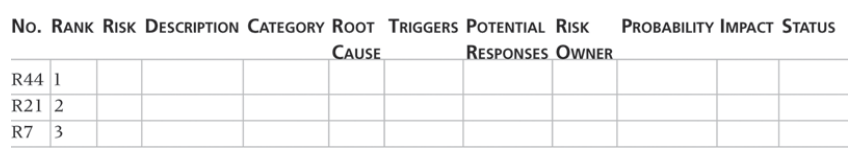 No. Rank Risk Description Category Root Triggers Potential Risk Probability Impact Status
Cause Responses Owner
R44 1
R21 2
R7 3